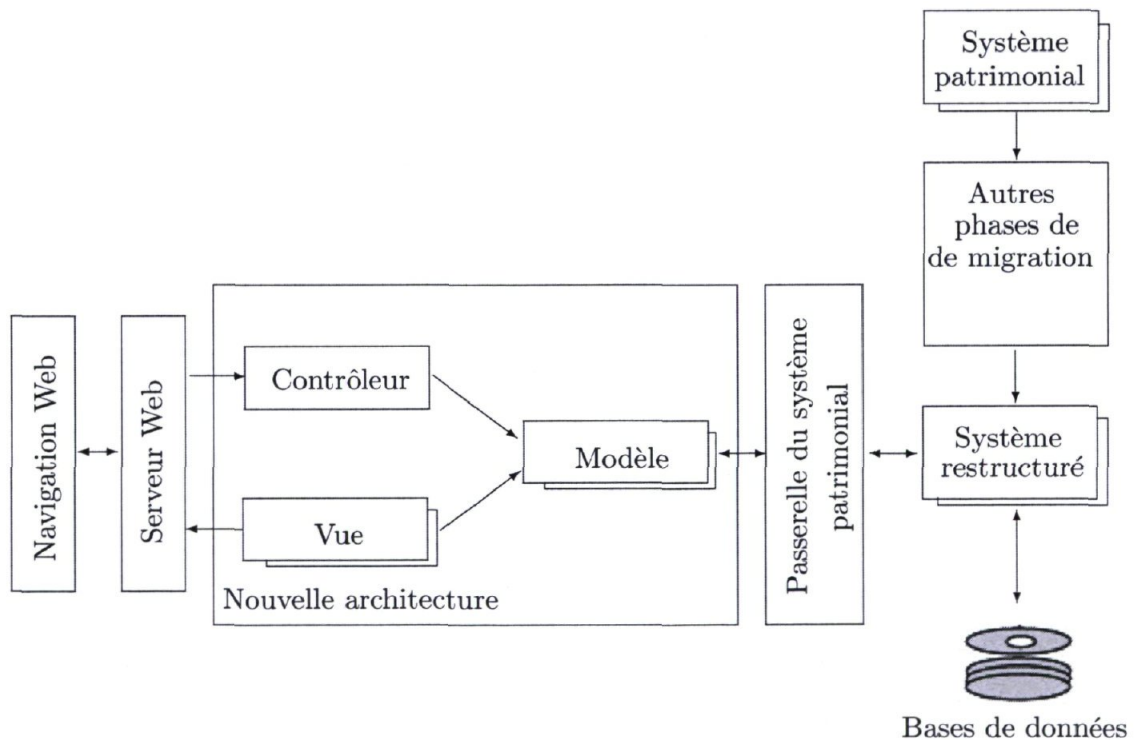 Système
patrimonial
Autres
phases de
de migration
Navigation Web
Serveur Web
Contrôleur
Modèle
Vue
Nouvelle architecture
Passerelle du système
patrimonial
Système
restructuré
Bases de données